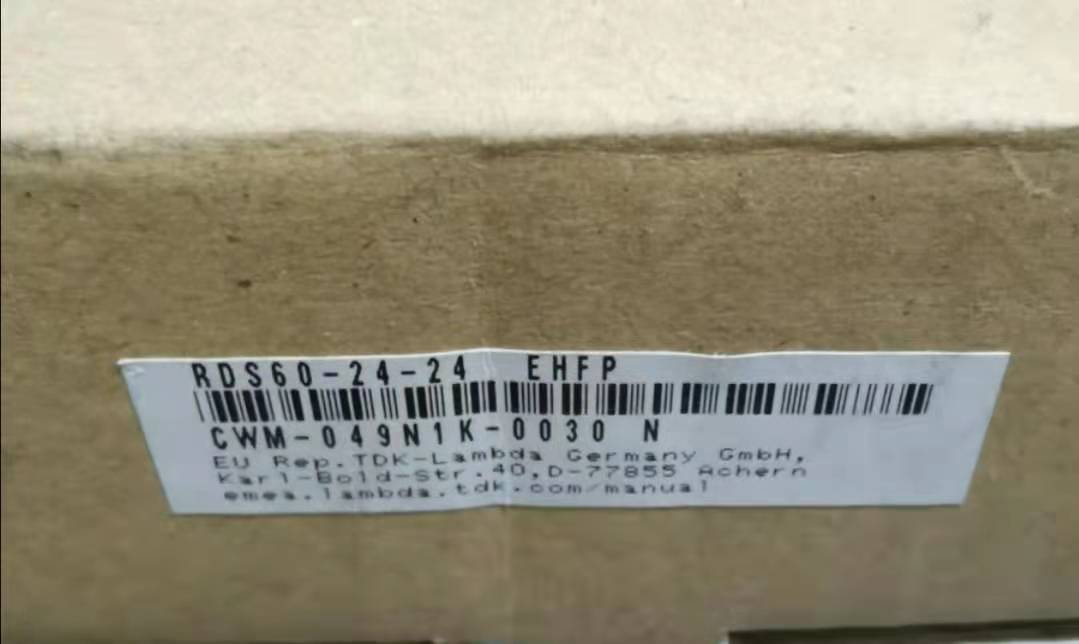 RDS60-24-24 EHFP
CWM-049N1K-0030 N
EU Rep.TDK-Lambda Germany GmbH,
Karl-Bold-Str.40,D-77855 Achern
emea.lambda.tdk.com/manual